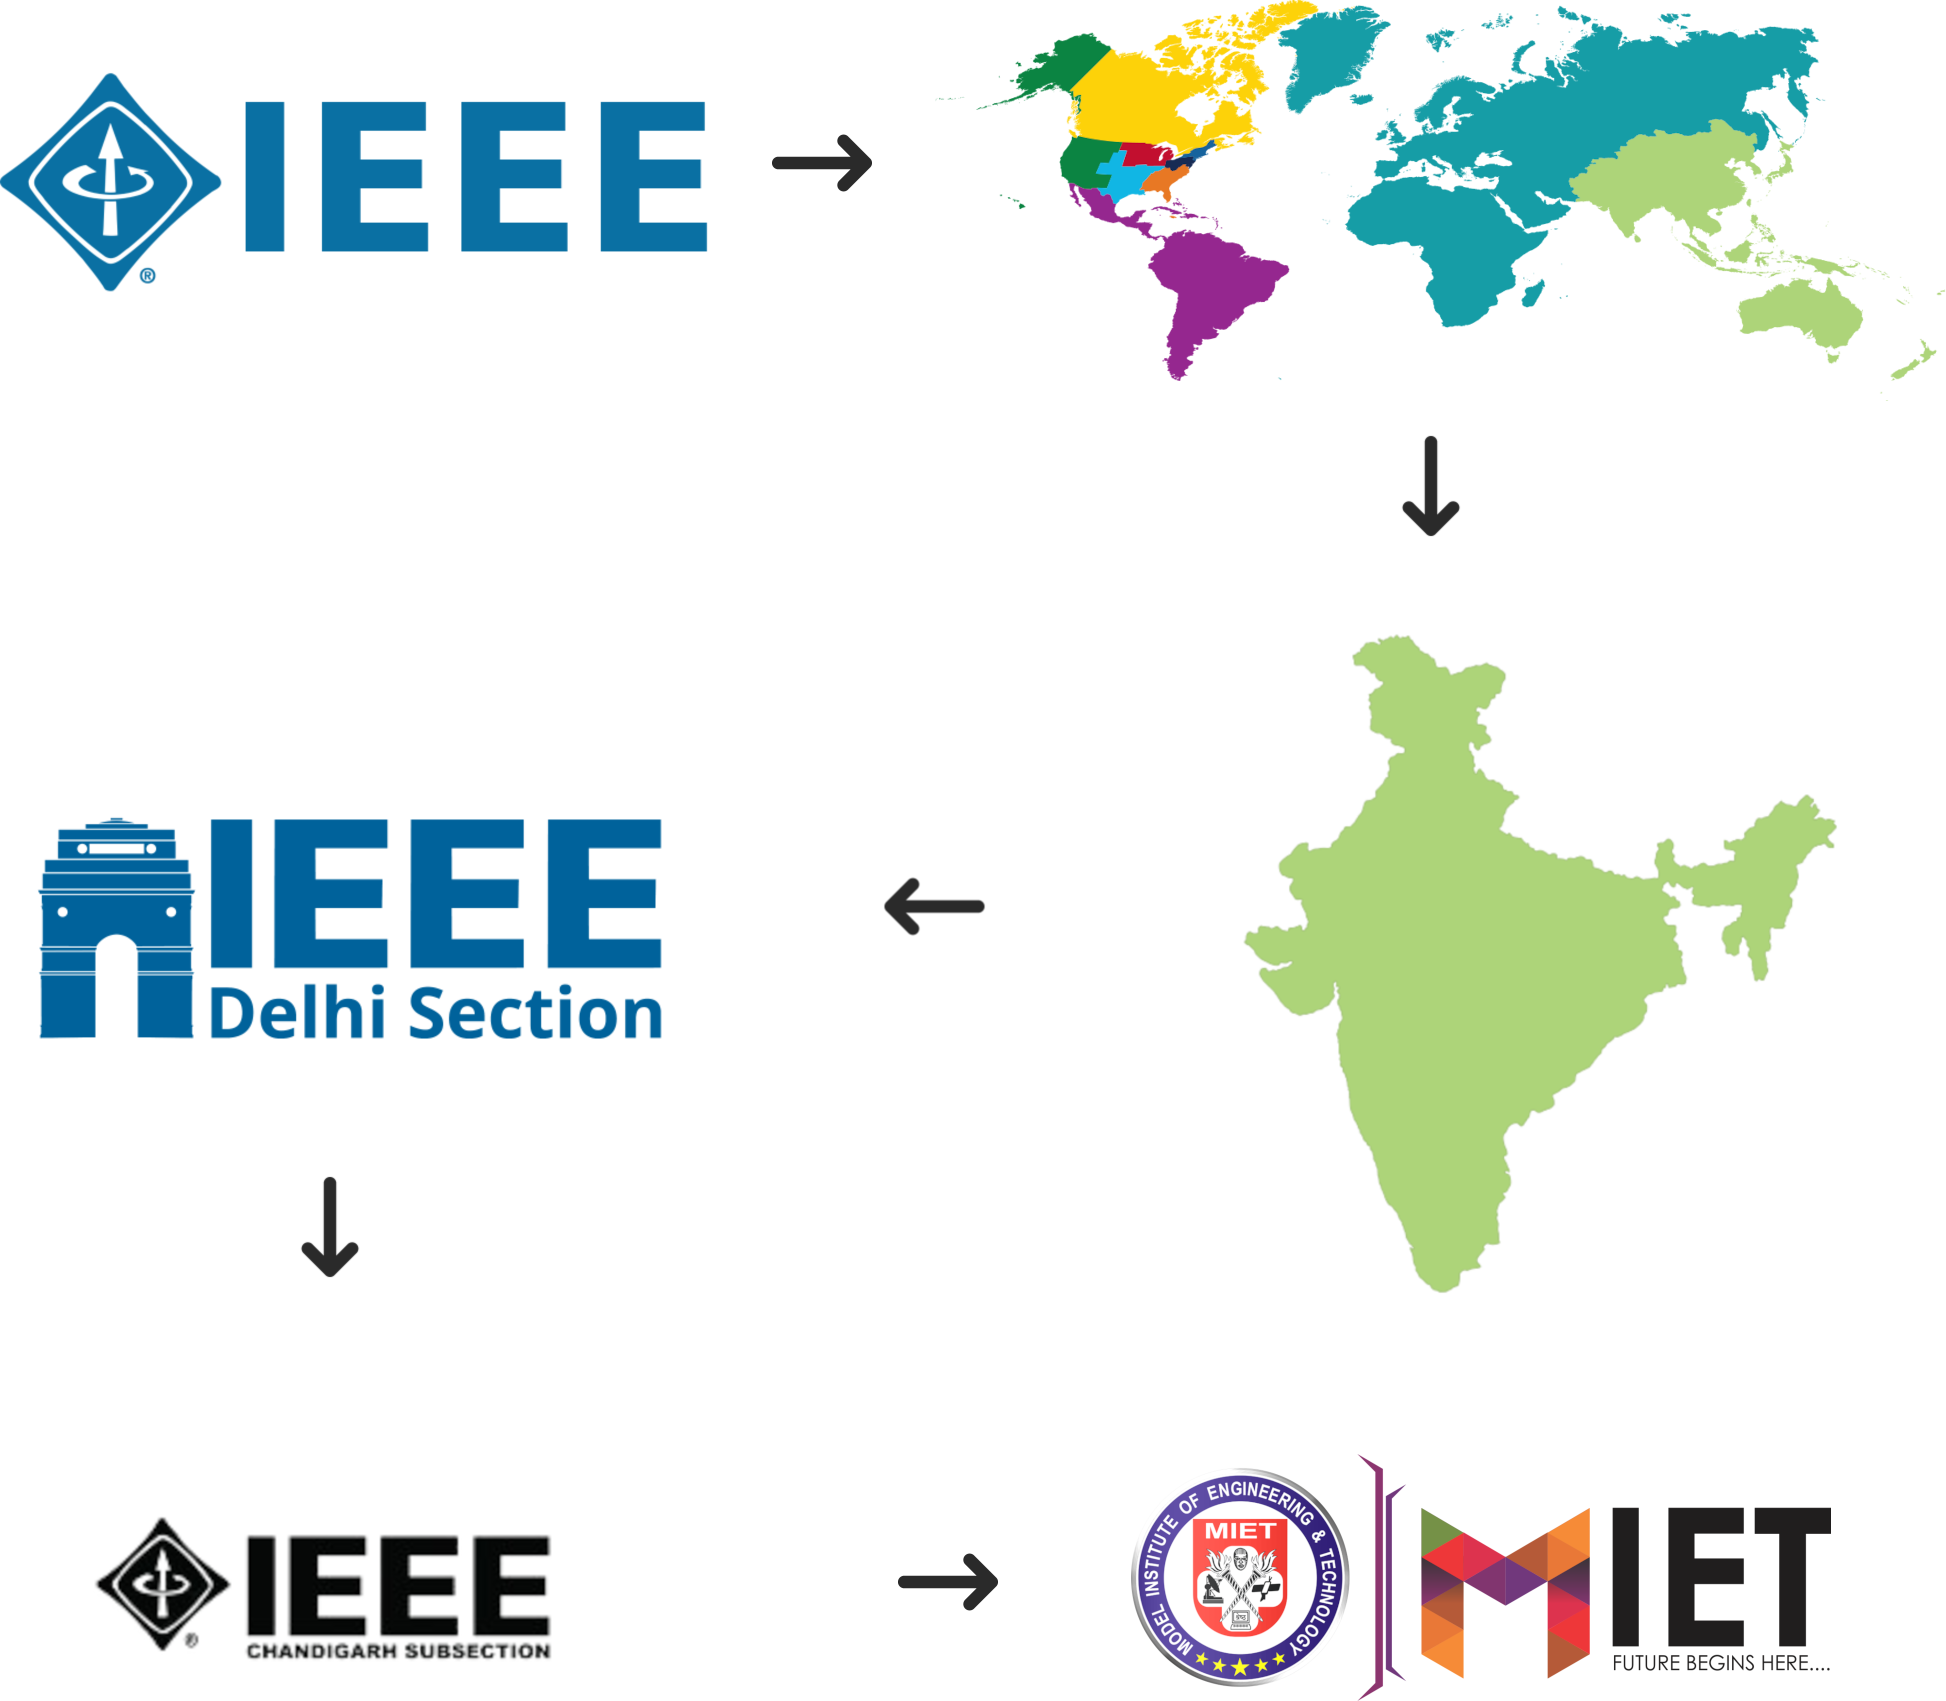 IEEE
®
IEEE
Delhi Section
IEEE
®
CHANDIGARH SUBSECTION
MODEL INSTITUTE OF ENGINEERING & TECHNOLOGY
MIET
MIET
FUTURE BEGINS HERE....